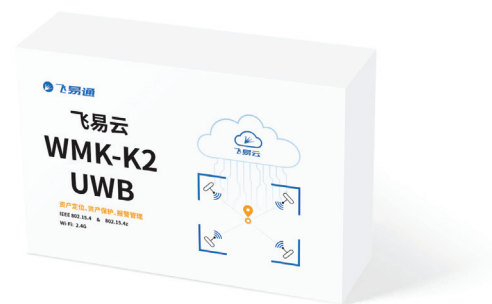 飞易通
飞易云
WMK-K2
UWB
资产定位、资产保护、报警管理
IEEE 802.15.4 & 802.15.4z
Wi-Fi 2.4G
飞易云